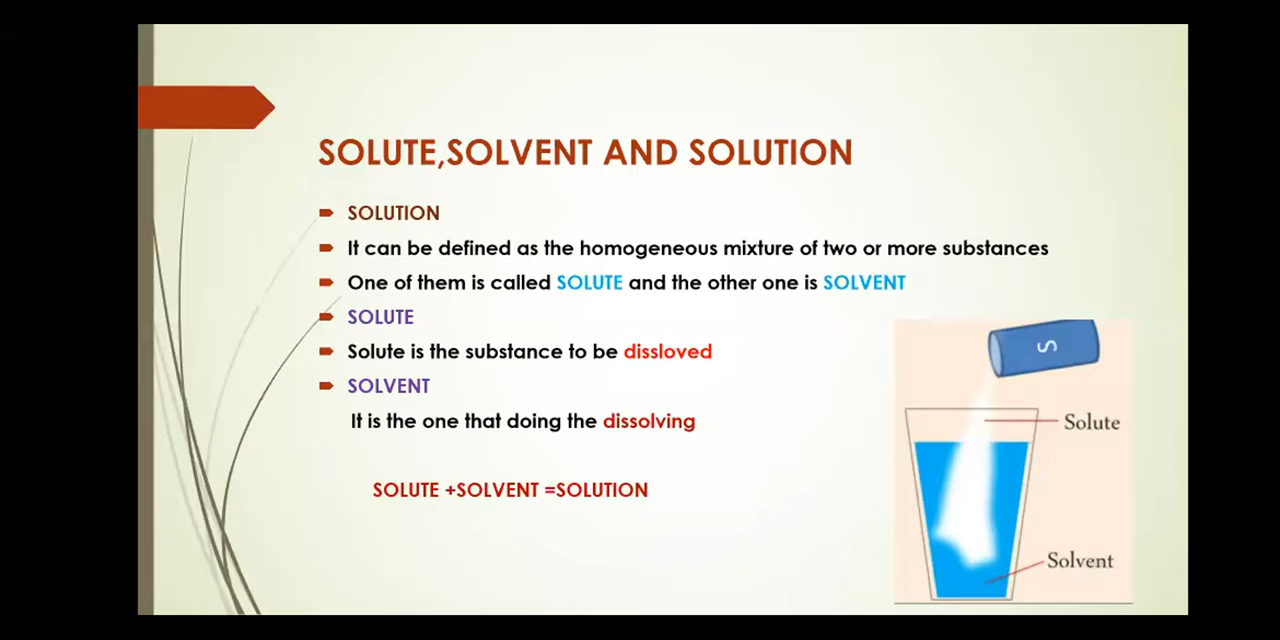 SOLUTE,SOLVENT AND SOLUTION
SOLUTION
It can be defined as the homogeneous mixture of two or more substances
One of them is called SOLUTE and the other one is SOLVENT
SOLUTE
Solute is the substance to be dissloved
SOLVENT
It is the one that doing the dissolving
SOLUTE +SOLVENT =SOLUTION
S
Solute
Solvent